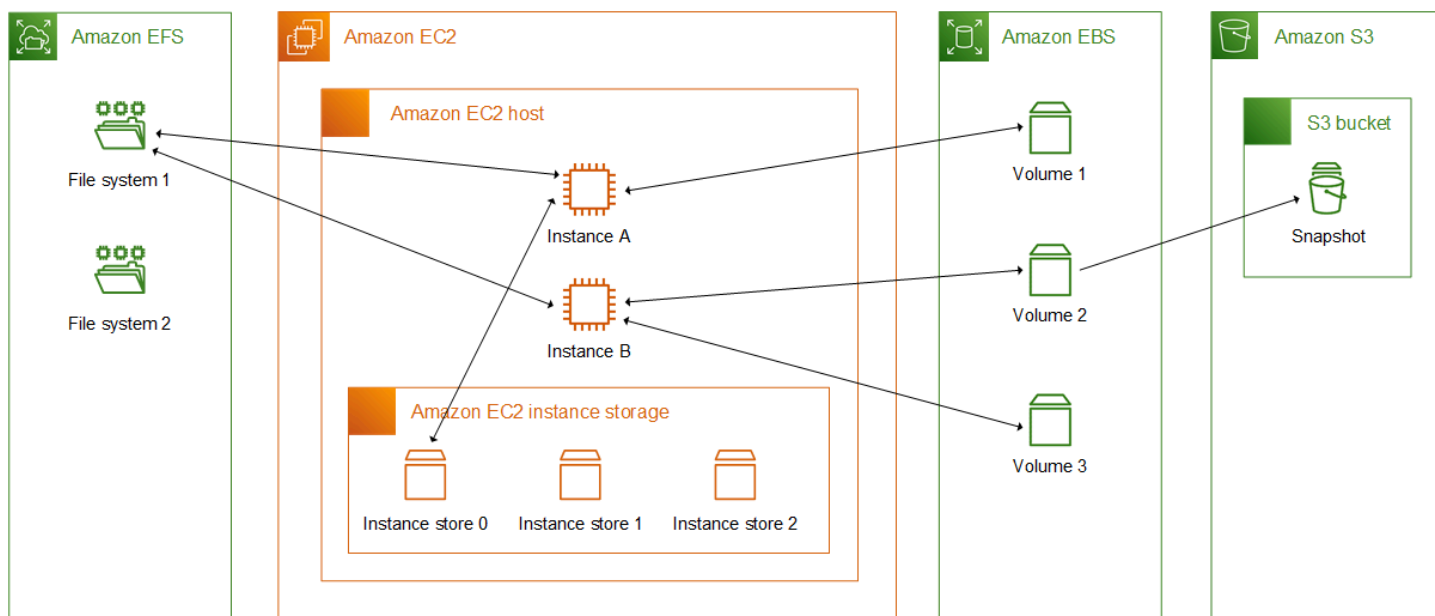 Amazon EFS
File system 1
File system 2
Amazon EC2
Amazon EC2 host
Instance A
Instance B
Amazon EC2 instance storage
Instance store 0
Instance store 1
Instance store 2
Amazon EBS
Volume 1
Volume 2
Volume 3
Amazon S3
S3 bucket
Snapshot